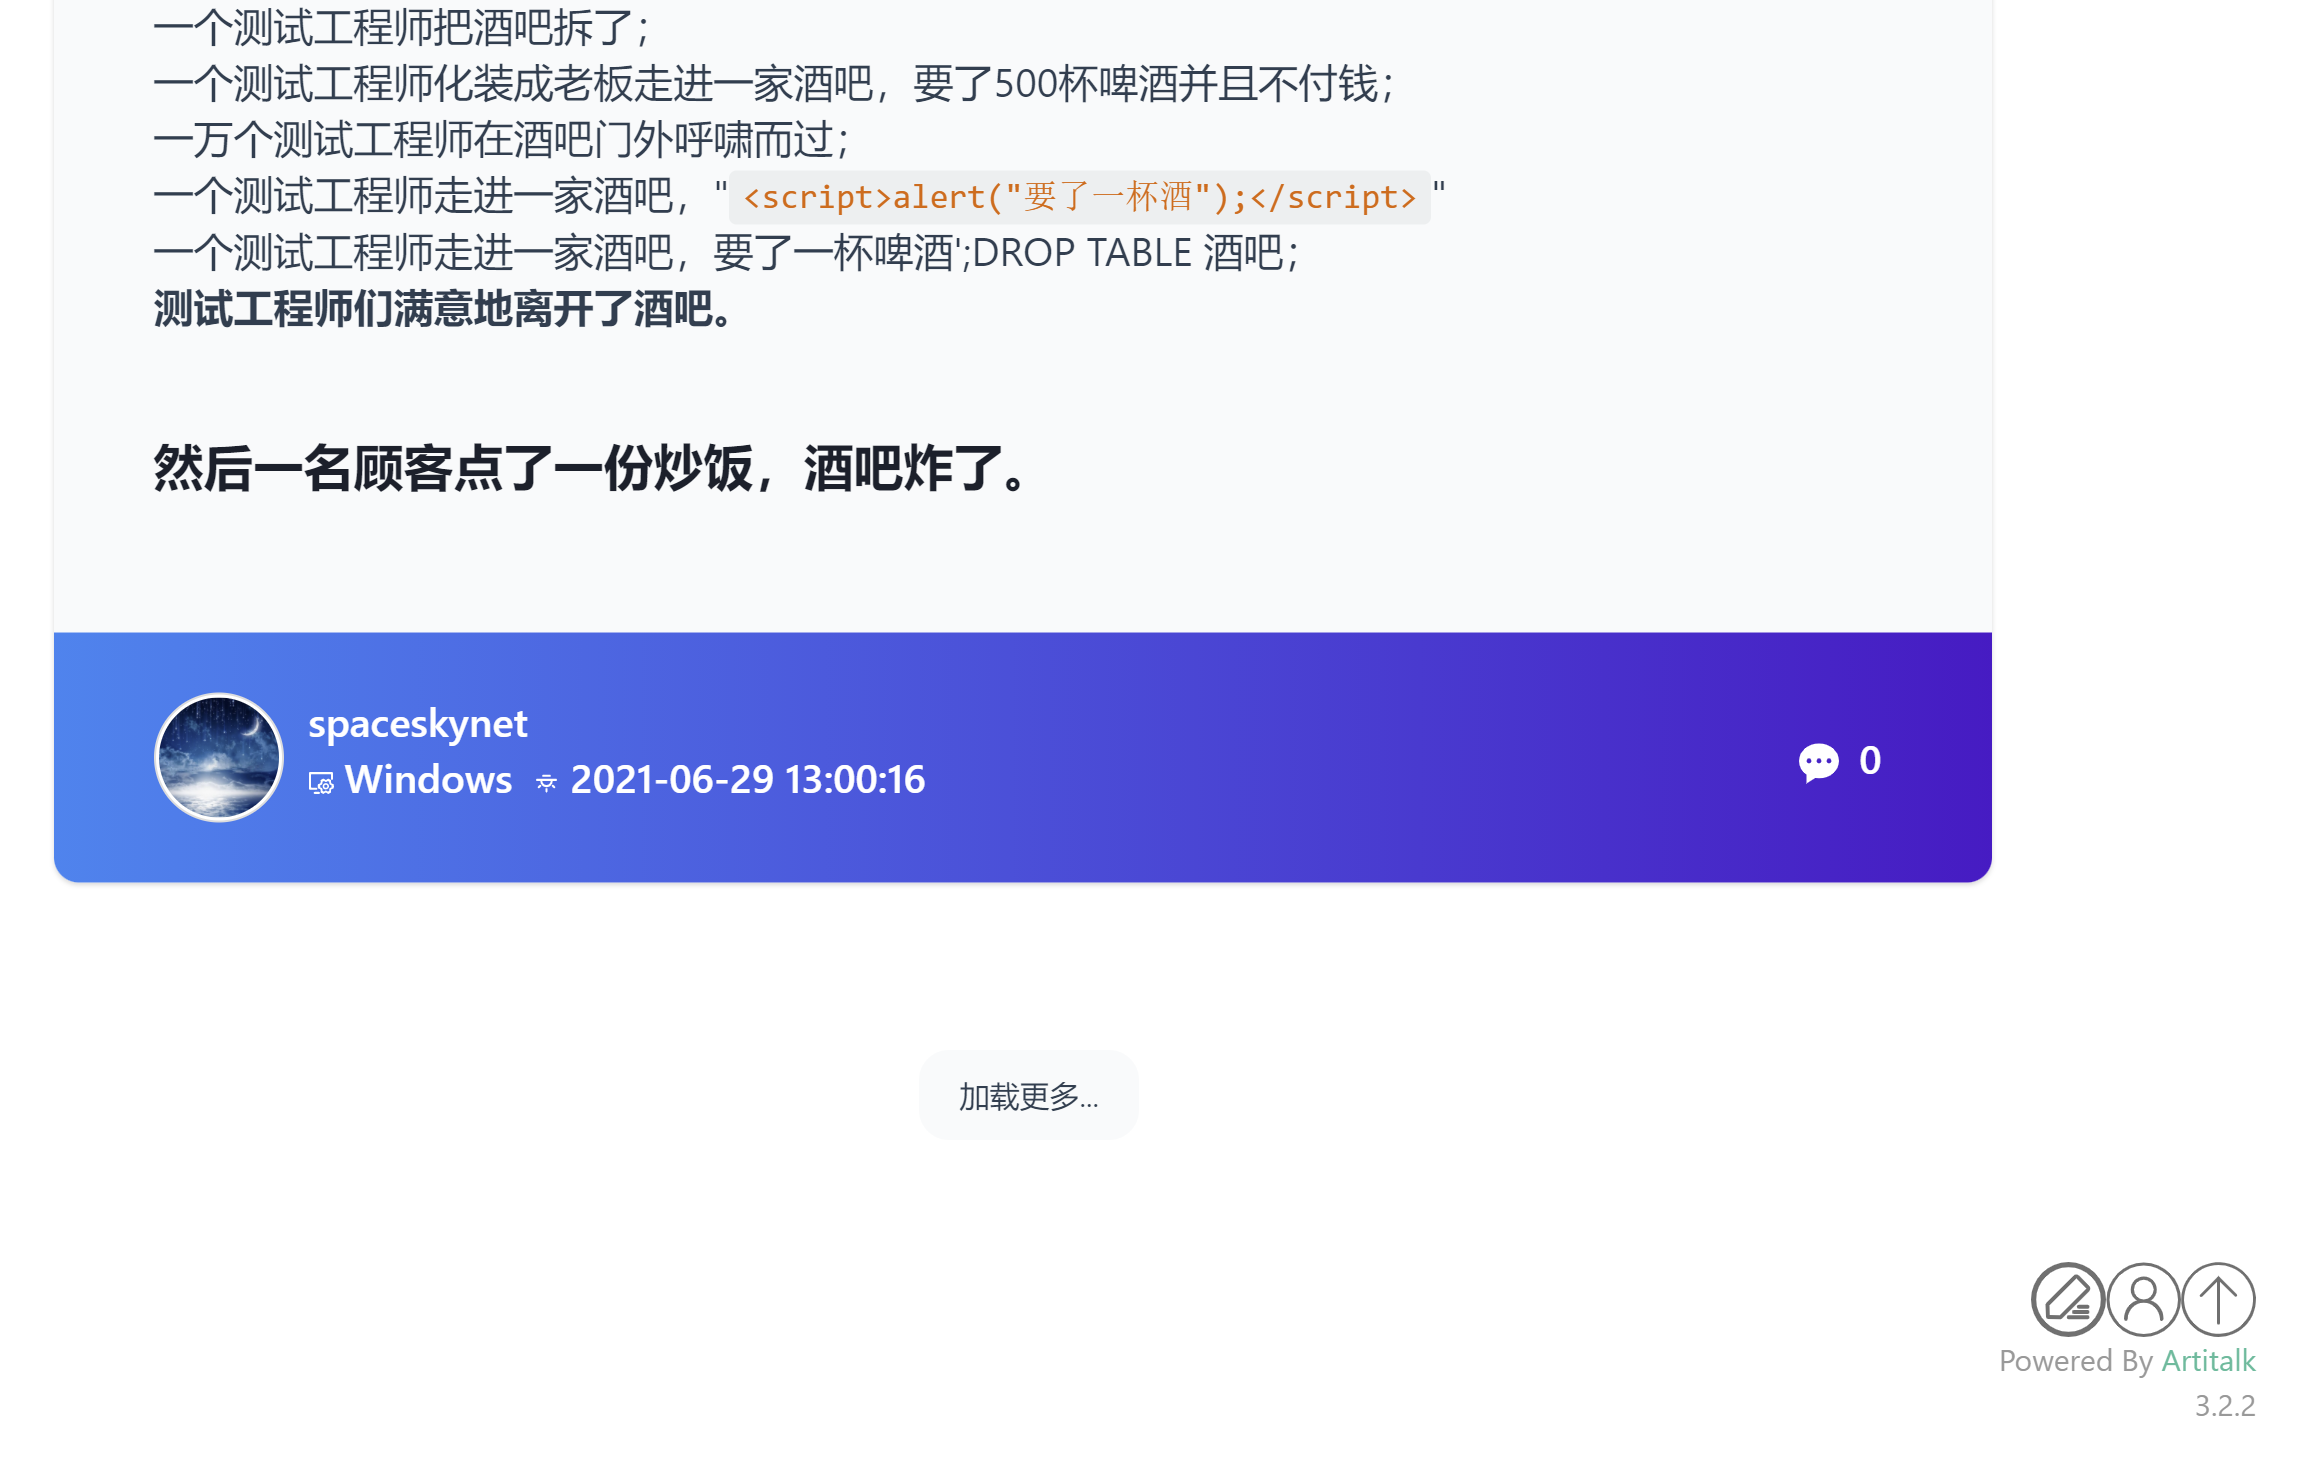 一个测试工程师把酒吧拆了；
一个测试工程师化装成老板走进一家酒吧，要了500杯啤酒并且不付钱；
一万个测试工程师在酒吧门外呼啸而过；
一个测试工程师走进一家酒吧，"<script>alert("要了一杯酒");</script>"
一个测试工程师走进一家酒吧，要了一杯啤酒';DROP TABLE 酒吧；
测试工程师们满意地离开了酒吧。
然后一名顾客点了一份炒饭，酒吧炸了。
spaceskynet
Windows 2021-06-29 13:00:16
0
加载更多...
Powered By Artitalk
3.2.2